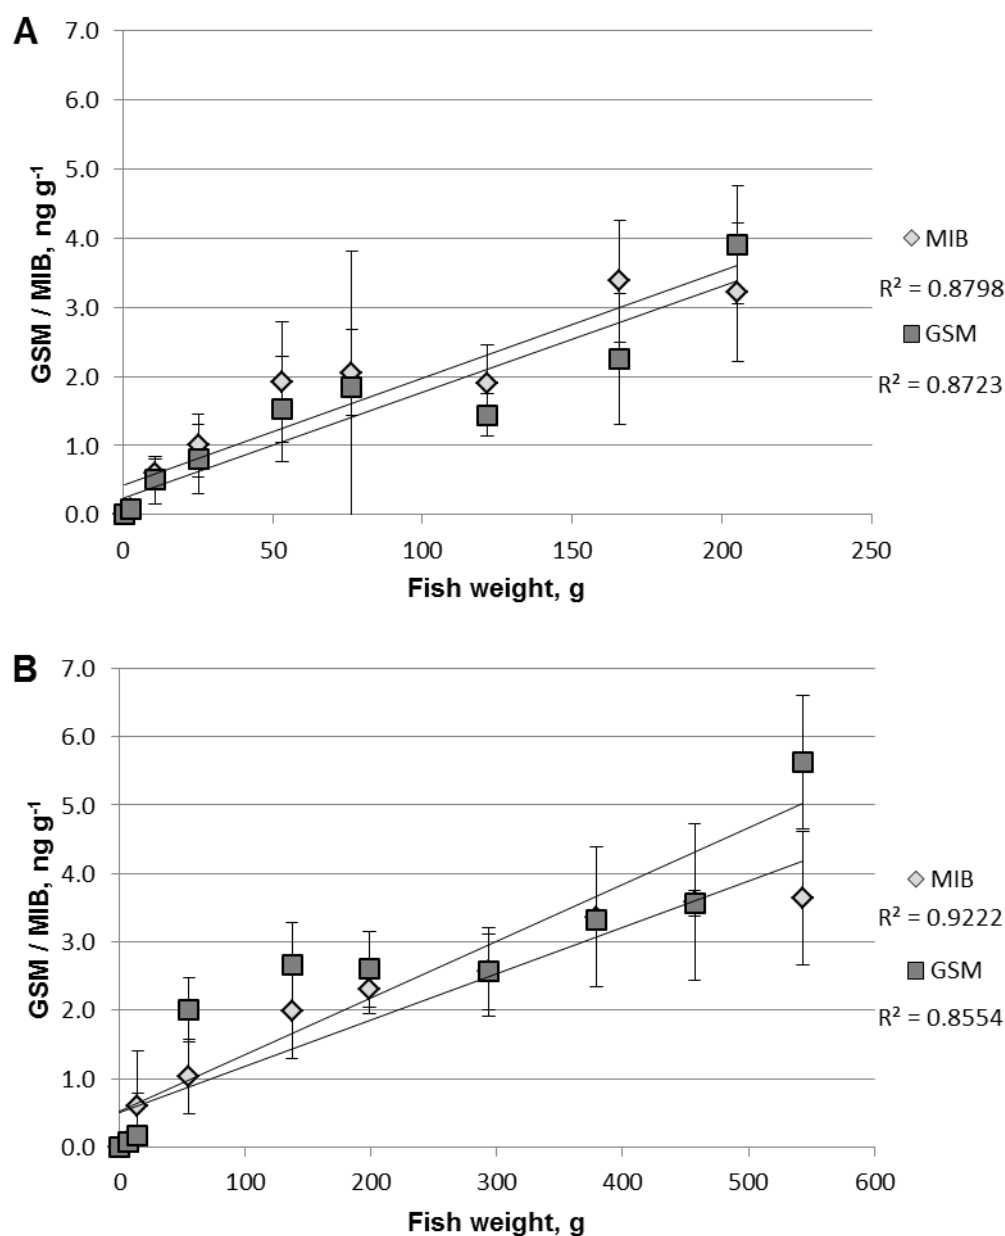 A
7.0
6.0
5.0
4.0
3.0
2.0
1.0
0.0
GSM / MIB, ng g⁻¹
0 50 100 150 200 250
Fish weight, g
MIB
R² = 0.8798
GSM
R² = 0.8723
B
7.0
6.0
5.0
4.0
3.0
2.0
1.0
0.0
GSM / MIB, ng g⁻¹
0 100 200 300 400 500 600
Fish weight, g
MIB
R² = 0.9222
GSM
R² = 0.8554